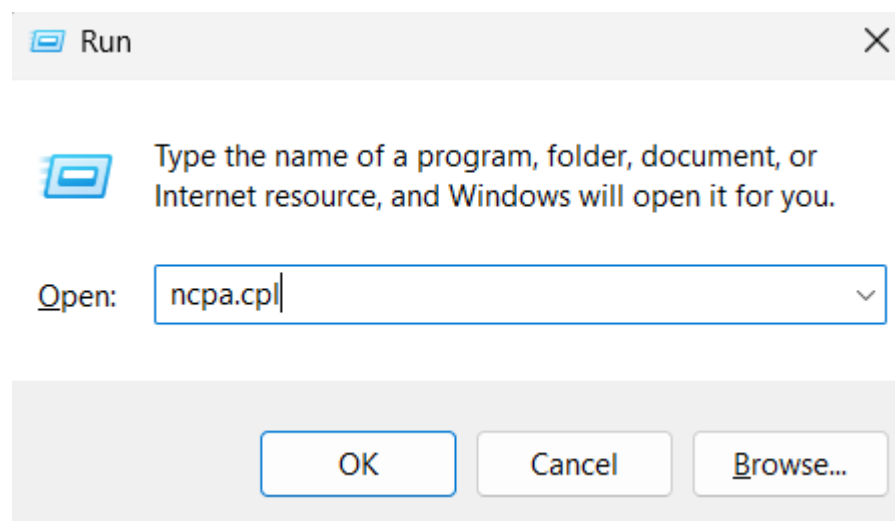 Run
Type the name of a program, folder, document, or
Internet resource, and Windows will open it for you.
Open: ncpa.cpl
OK Cancel Browse...